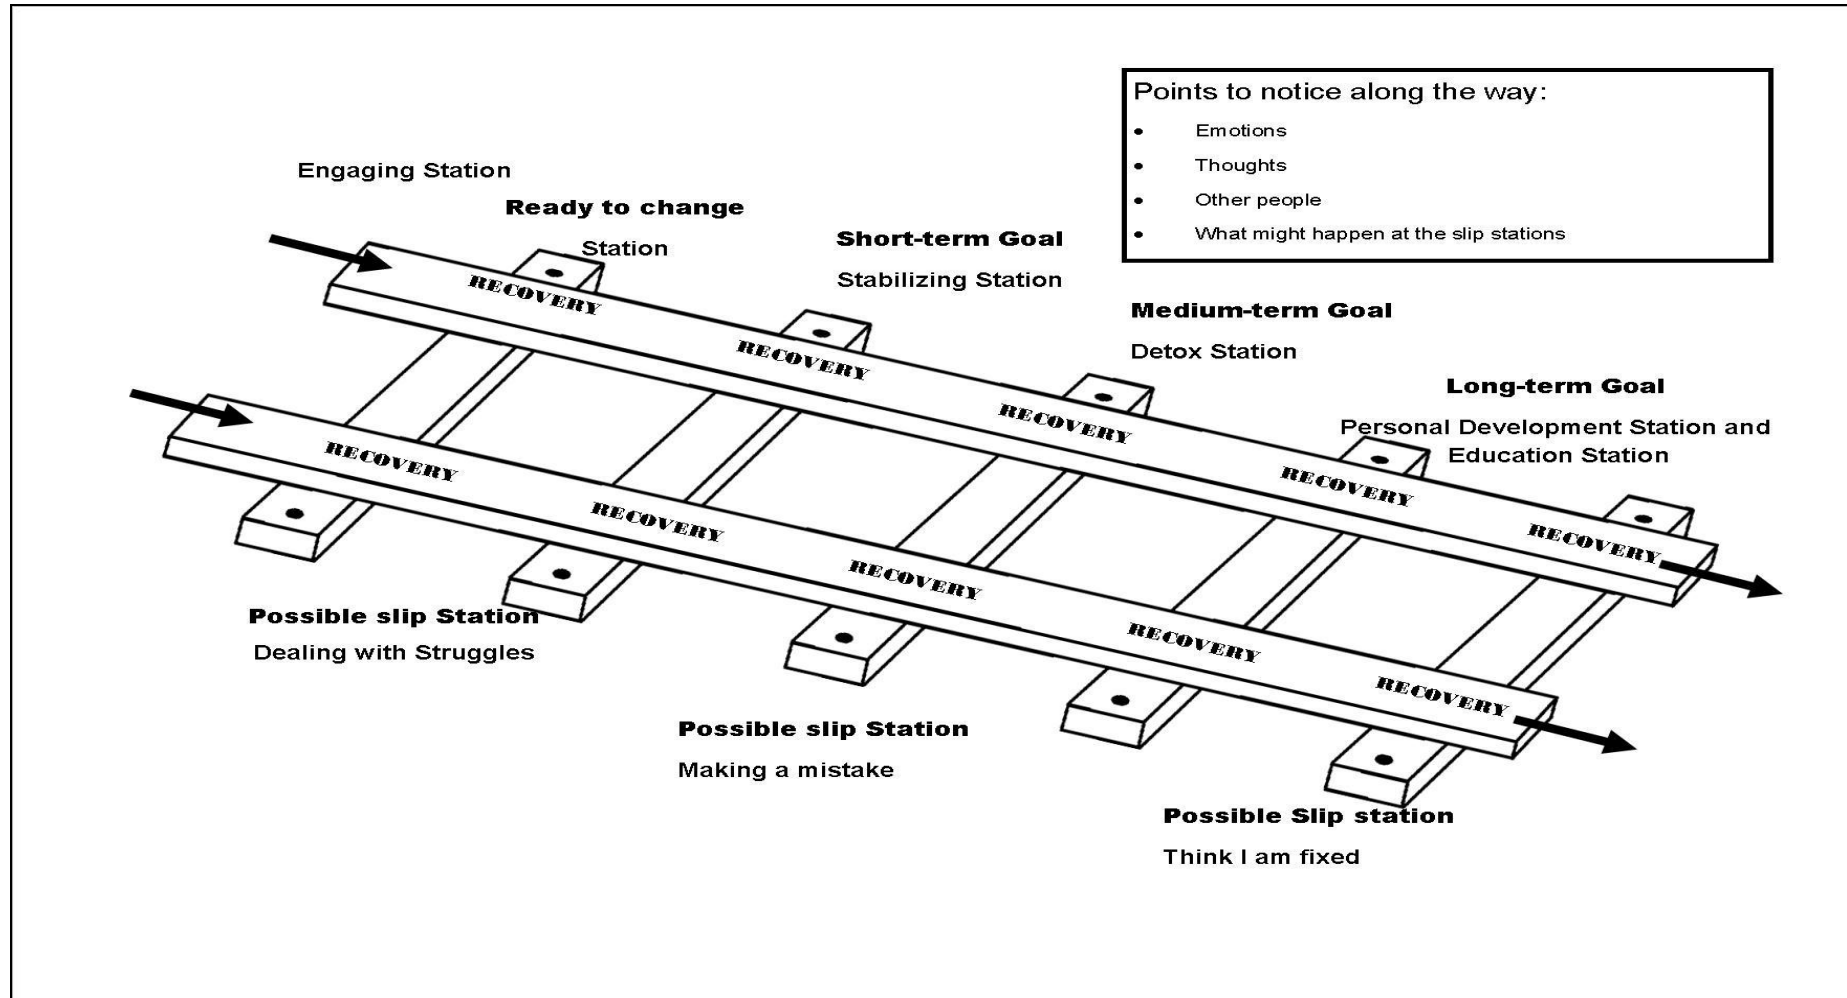 Points to notice along the way:
• Emotions
• Thoughts
• Other people
• What might happen at the slip stations
Engaging Station
Ready to change
Station
Short-term Goal
Stabilizing Station
Medium-term Goal
Detox Station
Long-term Goal
Personal Development Station and
Education Station
RECOVERY
RECOVERY
RECOVERY
RECOVERY
RECOVERY
RECOVERY
RECOVERY
RECOVERY
RECOVERY
RECOVERY
Possible slip Station
Dealing with Struggles
Possible slip Station
Making a mistake
Possible Slip station
Think I am fixed